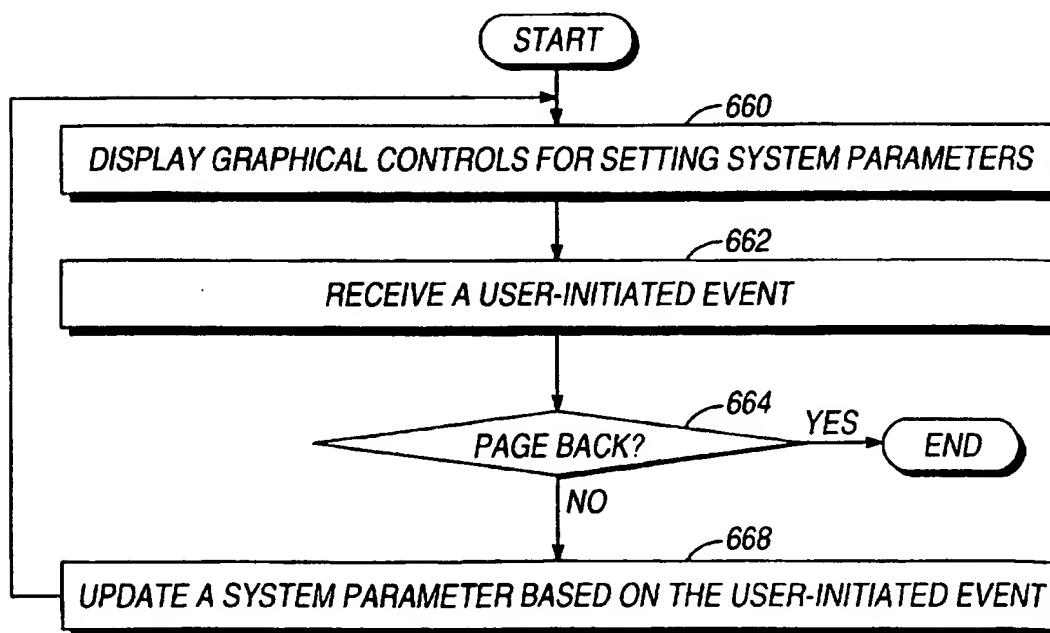 START
660
DISPLAY GRAPHICAL CONTROLS FOR SETTING SYSTEM PARAMETERS
662
RECEIVE A USER-INITIATED EVENT
664
PAGE BACK?
YES
END
NO
668
UPDATE A SYSTEM PARAMETER BASED ON THE USER-INITIATED EVENT